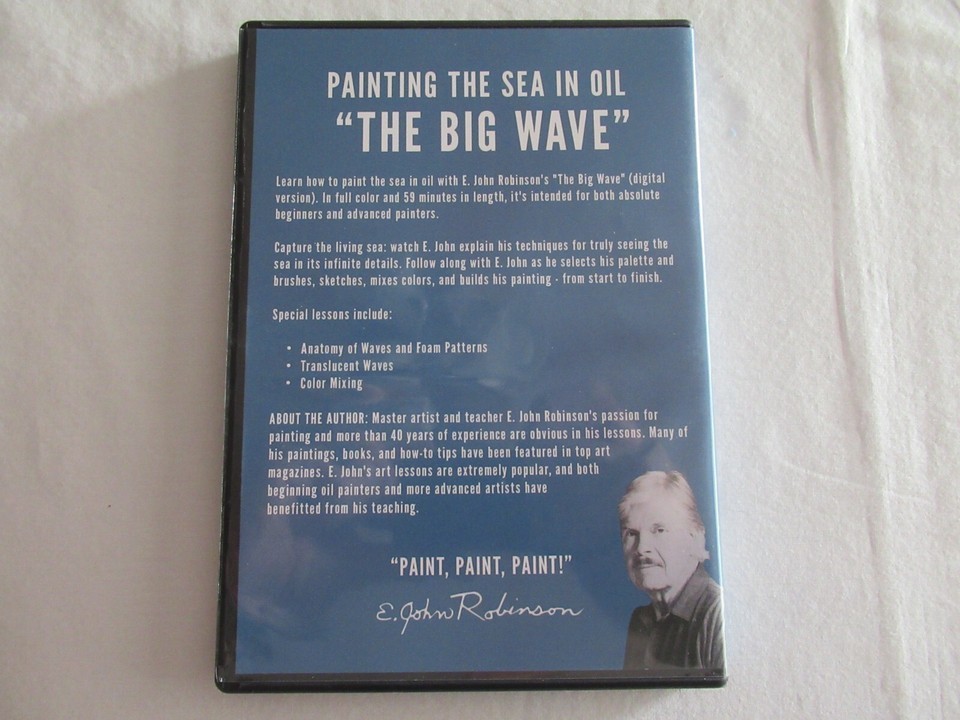 PAINTING THE SEA IN OIL
“THE BIG WAVE”
Learn how to paint the sea in oil with E. John Robinson's "The Big Wave" (digital
version). In full color and 59 minutes in length, it's intended for both absolute
beginners and advanced painters.
Capture the living sea: watch E. John explain his techniques for truly seeing the
sea in its infinite details. Follow along with E. John as he selects his palette and
brushes, sketches, mixes colors, and builds his painting - from start to finish.
Special lessons include:
• Anatomy of Waves and Foam Patterns
• Translucent Waves
• Color Mixing
ABOUT THE AUTHOR: Master artist and teacher E. John Robinson's passion for
painting and more than 40 years of experience are obvious in his lessons. Many of
his paintings, books, and how-to tips have been featured in top art
magazines. E. John's art lessons are extremely popular, and both
beginning oil painters and more advanced artists have
benefitted from his teaching.
“PAINT, PAINT, PAINT!”
E. John Robinson